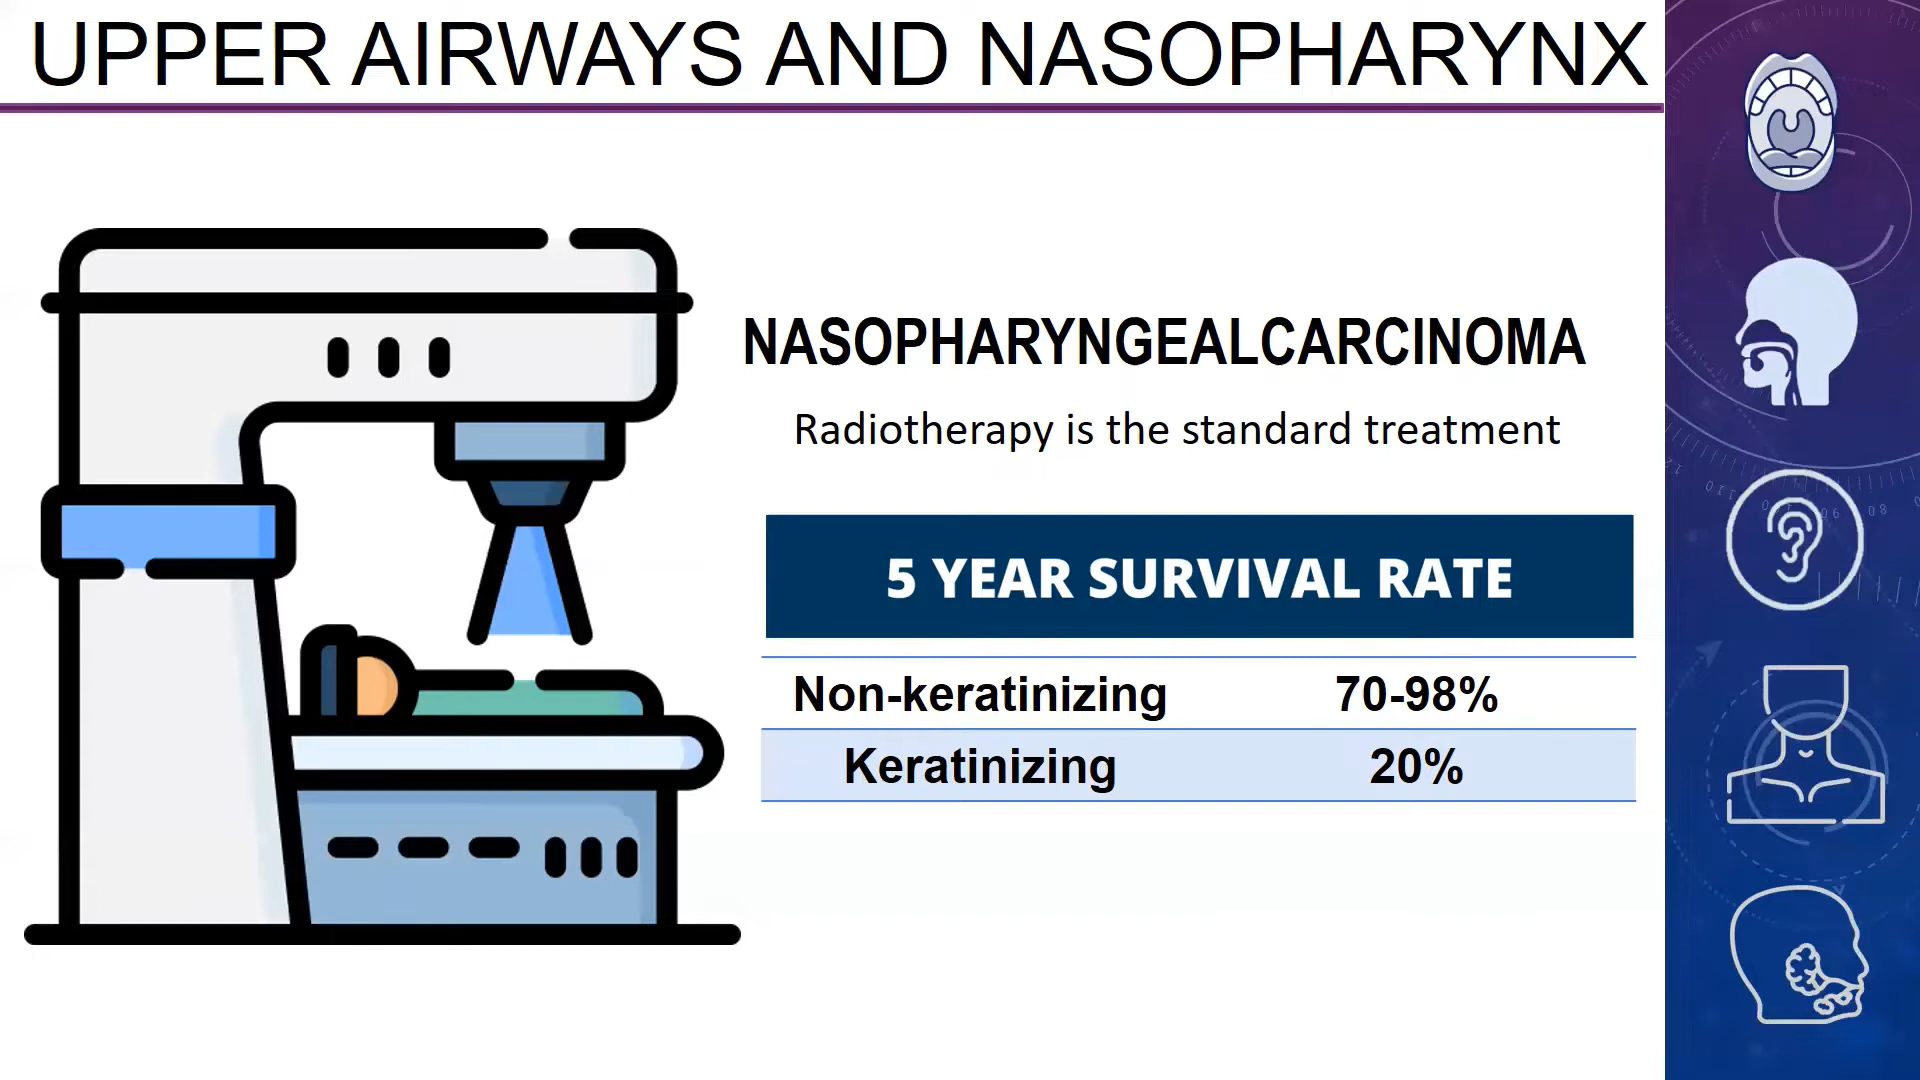 UPPER AIRWAYS AND NASOPHARYNX
NASOPHARYNGEALCARCINOMA
Radiotherapy is the standard treatment
5 YEAR SURVIVAL RATE
Non-keratinizing 70-98%
Keratinizing 20%